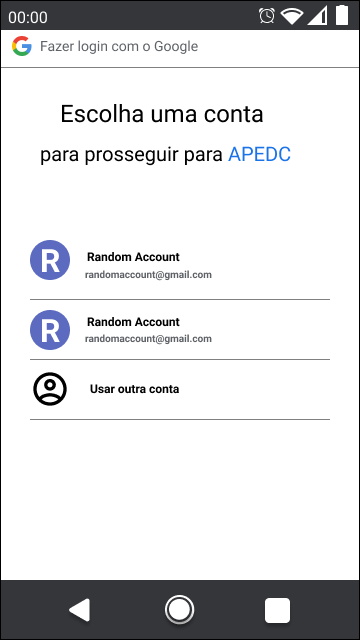 00:00
Fazer login com o Google
Escolha uma conta
para prosseguir para APEDC
R
Random Account
randomaccount@gmail.com
R
Random Account
randomaccount@gmail.com
Usar outra conta